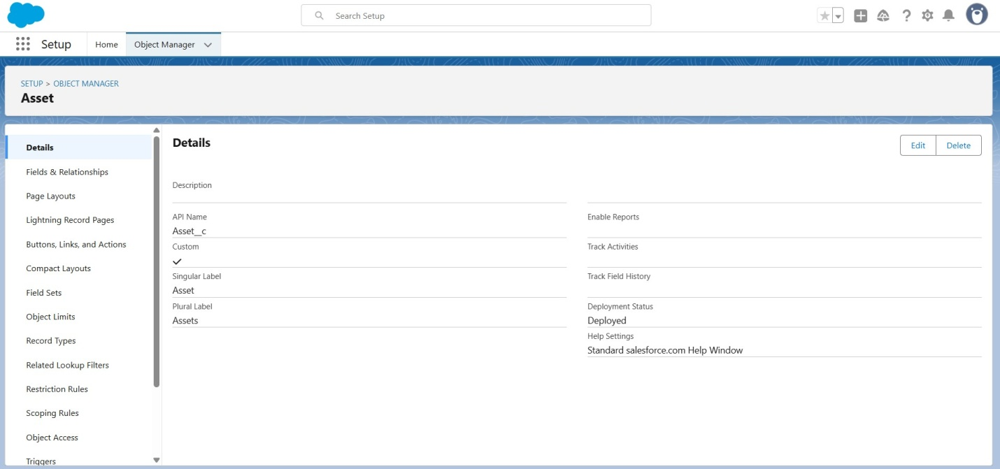 Search Setup
Setup
Home
Object Manager
SETUP > OBJECT MANAGER
Asset
Details
Fields & Relationships
Page Layouts
Lightning Record Pages
Buttons, Links, and Actions
Compact Layouts
Field Sets
Object Limits
Record Types
Related Lookup Filters
Restriction Rules
Scoping Rules
Object Access
Triggers
Details
Edit
Delete
Description
API Name
Asset__c
Custom
Singular Label
Asset
Plural Label
Assets
Enable Reports
Track Activities
Track Field History
Deployment Status
Deployed
Help Settings
Standard salesforce.com Help Window